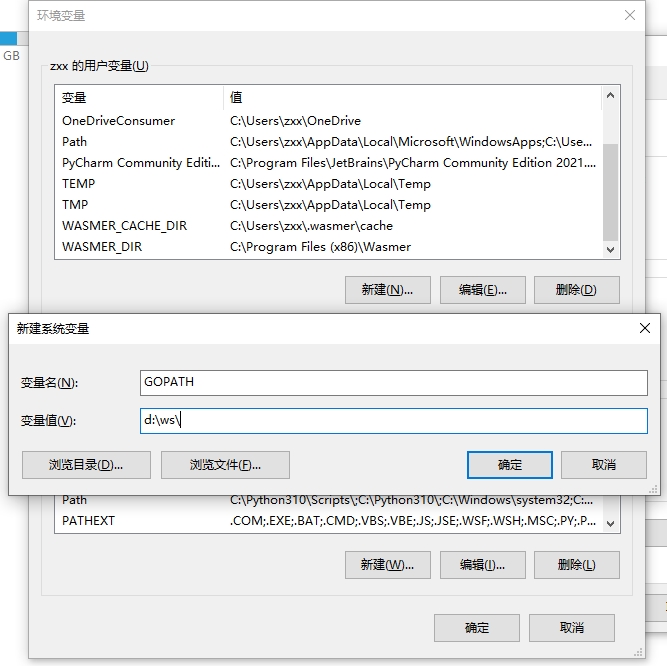 环境变量
GB
zxx 的用户变量(U)
变量 值
OneDriveConsumer C:\Users\zxx\OneDrive
Path C:\Users\zxx\AppData\Local\Microsoft\WindowsApps;C:\Use...
PyCharm Community Editi... C:\Program Files\JetBrains\PyCharm Community Edition 2021....
TEMP C:\Users\zxx\AppData\Local\Temp
TMP C:\Users\zxx\AppData\Local\Temp
WASMER_CACHE_DIR C:\Users\zxx\.wasmer\cache
WASMER_DIR C:\Program Files (x86)\Wasmer
新建(N)... 编辑(E)... 删除(D)
新建系统变量
变量名(N): GOPATH
变量值(V): d:\ws\
浏览目录(D)... 浏览文件(F)... 确定 取消
Path C:\Python310\Scripts\;C:\Python310\;C:\Windows\system32;C:...
PATHEXT .COM;.EXE;.BAT;.CMD;.VBS;.VBE;.JS;.JSE;.WSF;.WSH;.MSC;.PY;.P...
新建(W)... 编辑(I)... 删除(L)
确定 取消